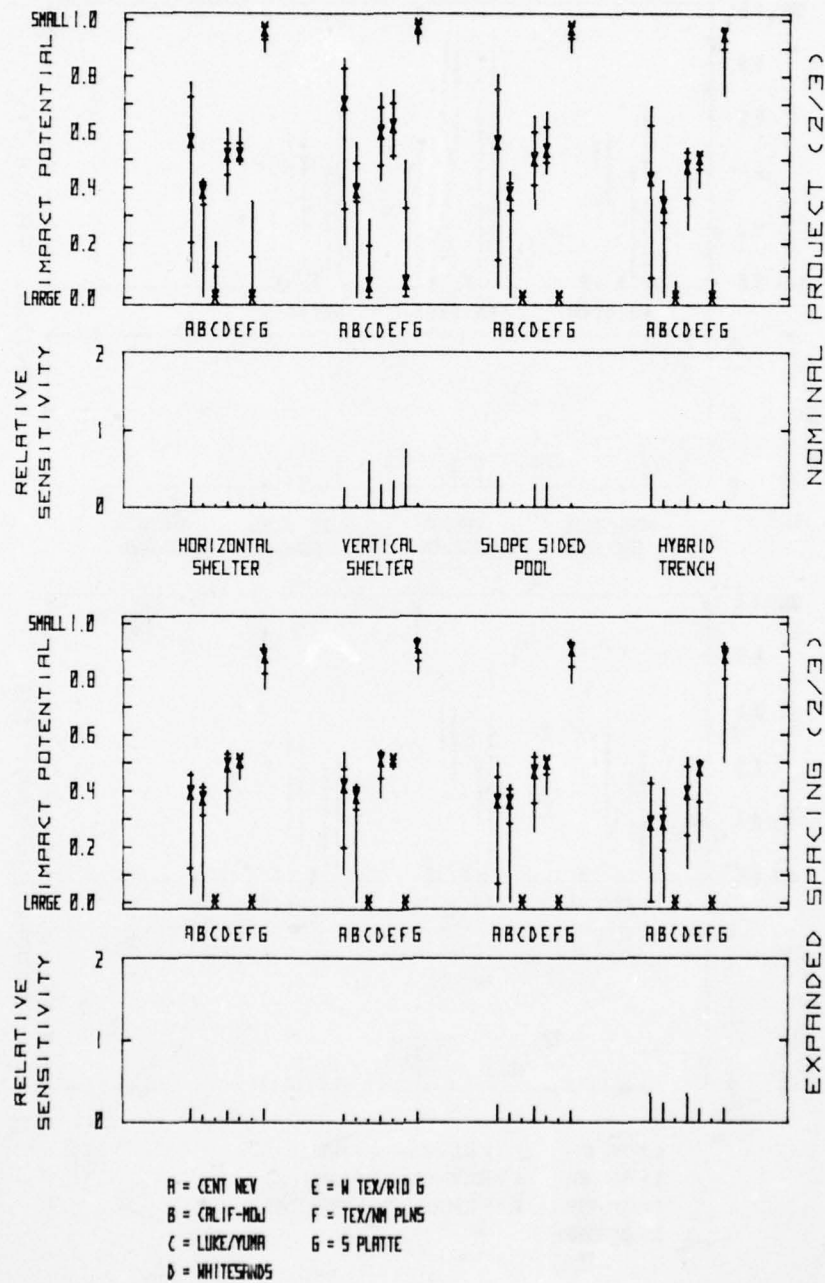 SMALL 1.0
0.8
0.6
0.4
0.2
LARGE 0.0
IMPACT POTENTIAL
ABCDEFG ABCDEFG ABCDEFG ABCDEFG
2
1
0
RELATIVE
SENSITIVITY
HORIZONTAL
SHELTER
VERTICAL
SHELTER
SLOPE SIDED
POOL
HYBRID
TRENCH
NOMINAL PROJECT (2/3)
SMALL 1.0
0.8
0.6
0.4
0.2
LARGE 0.0
IMPACT POTENTIAL
ABCDEFG ABCDEFG ABCDEFG ABCDEFG
2
1
0
RELATIVE
SENSITIVITY
EXPANDED SPACING (2/3)
A = CENT NEV
B = CALIF-MOJ
C = LUKE/YUMA
D = WHITESANDS
E = W TEX/RIO G
F = TEX/NM PLNS
G = S PLATTE